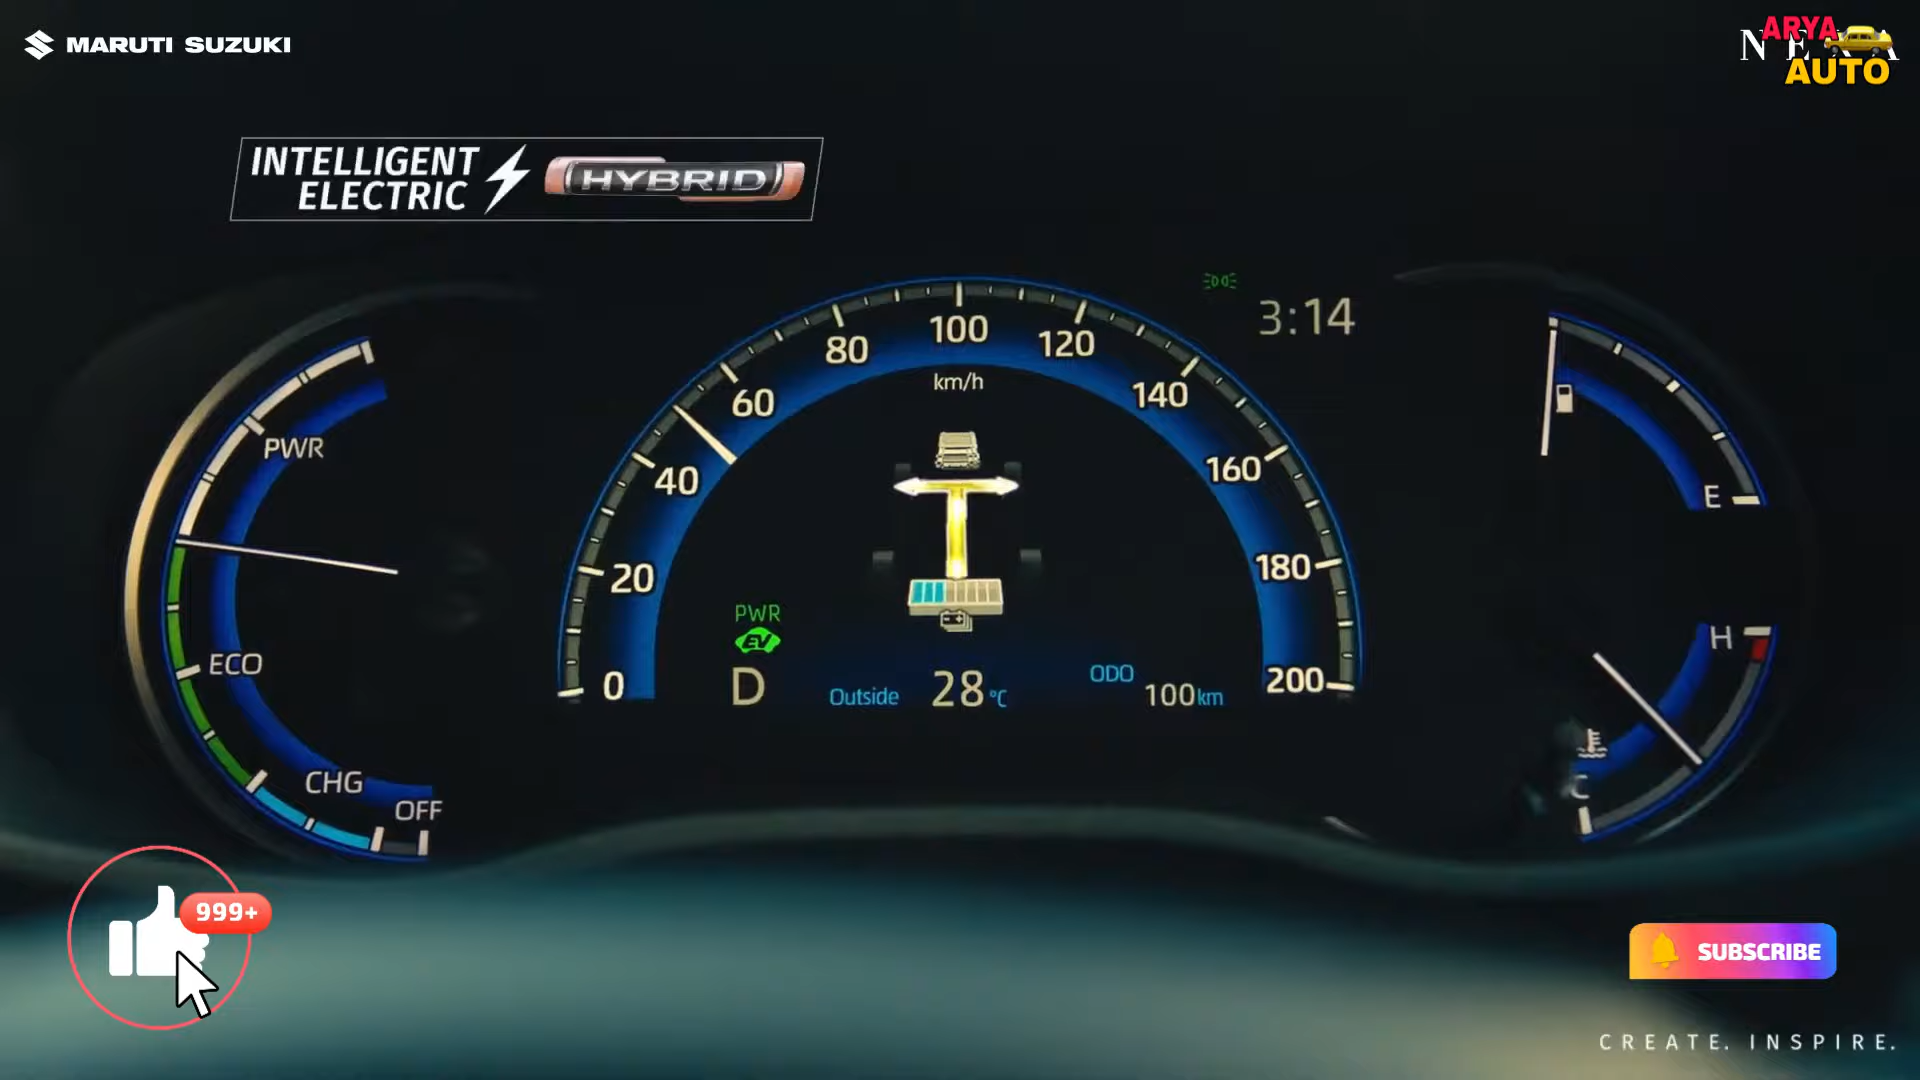 MARUTI SUZUKI
NEXA
ARYA
AUTO
INTELLIGENT
ELECTRIC
HYBRID
3:14
PWR
ECO
CHG
OFF
0
20
40
60
80
100
120
140
160
180
200
km/h
PWR
EV
D
Outside 28°C
ODO 100km
E
H
C
999+
SUBSCRIBE
CREATE. INSPIRE.